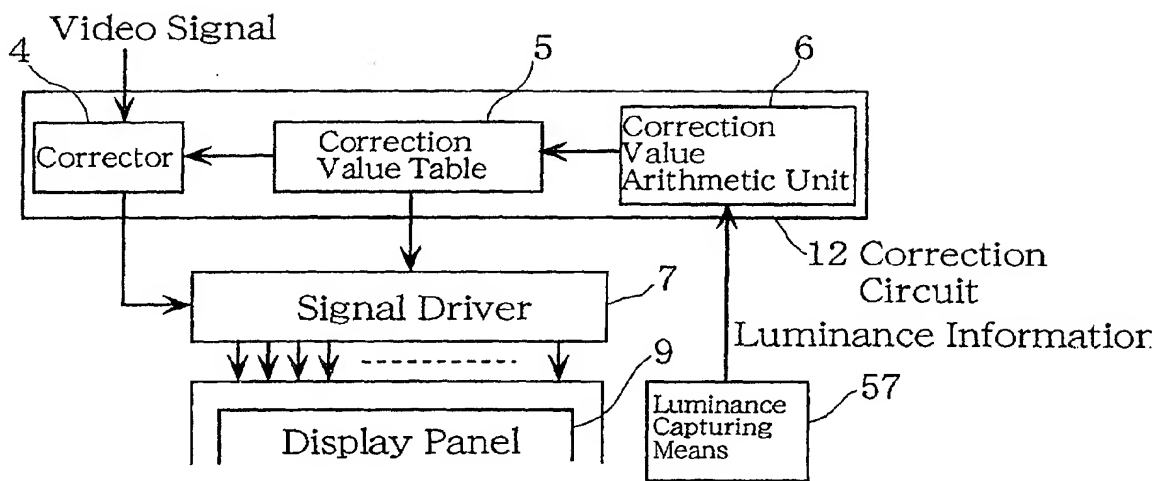 Video Signal
4
5
6
Corrector
Correction
Value Table
Correction
Value
Arithmetic Unit
12 Correction
Circuit
7
Signal Driver
Luminance Information
9
57
Display Panel
Luminance
Capturing
Means